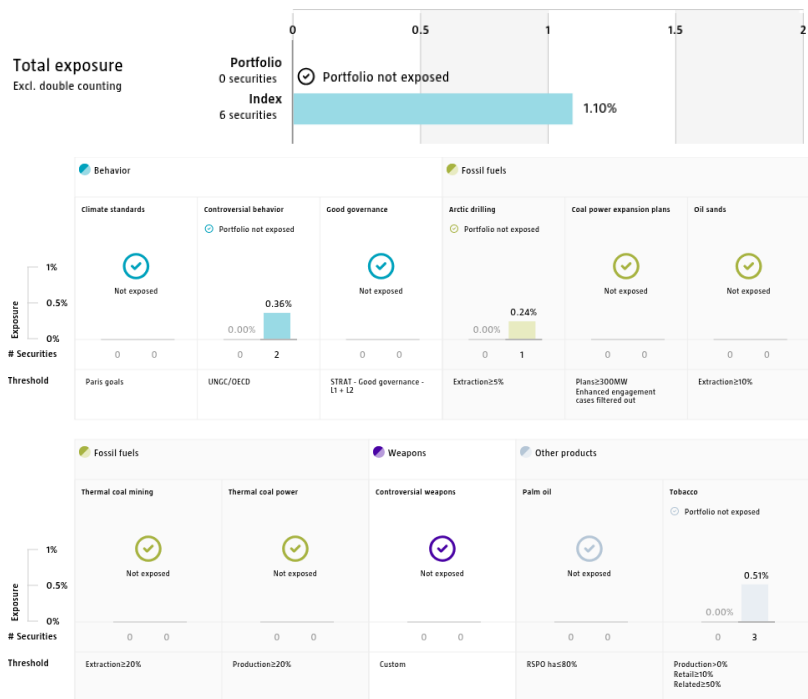 0 0.5 1 1.5 2
Total exposure
Excl. double counting
Portfolio
0 securities
Portfolio not exposed
Index
6 securities
1.10%
Behavior
Fossil fuels
Climate standards
Controversial behavior
Good governance
Arctic drilling
Coal power expansion plans
Oil sands
Portfolio not exposed
Portfolio not exposed
Not exposed
Not exposed
Not exposed
Not exposed
Exposure
1%
0.5%
0%
0.00%
0.36%
0.00%
0.24%
# Securities
0 0 0 2 0 0 0 1 0 0 0 0
Threshold
Paris goals
UNGC/OECD
STRAT - Good governance -
L1 + L2
Extraction≥5%
Plans≥300MW
Enhanced engagement
cases filtered out
Extraction≥10%
Fossil fuels
Weapons
Other products
Thermal coal mining
Thermal coal power
Controversial weapons
Palm oil
Tobacco
Portfolio not exposed
Not exposed
Not exposed
Not exposed
Not exposed
Exposure
1%
0.5%
0%
0.00%
0.51%
# Securities
0 0 0 0 0 0 0 0 0 3
Threshold
Extraction≥20%
Production≥20%
Custom
RSPO ha≤80%
Production>0%
Retail≥10%
Related≥50%